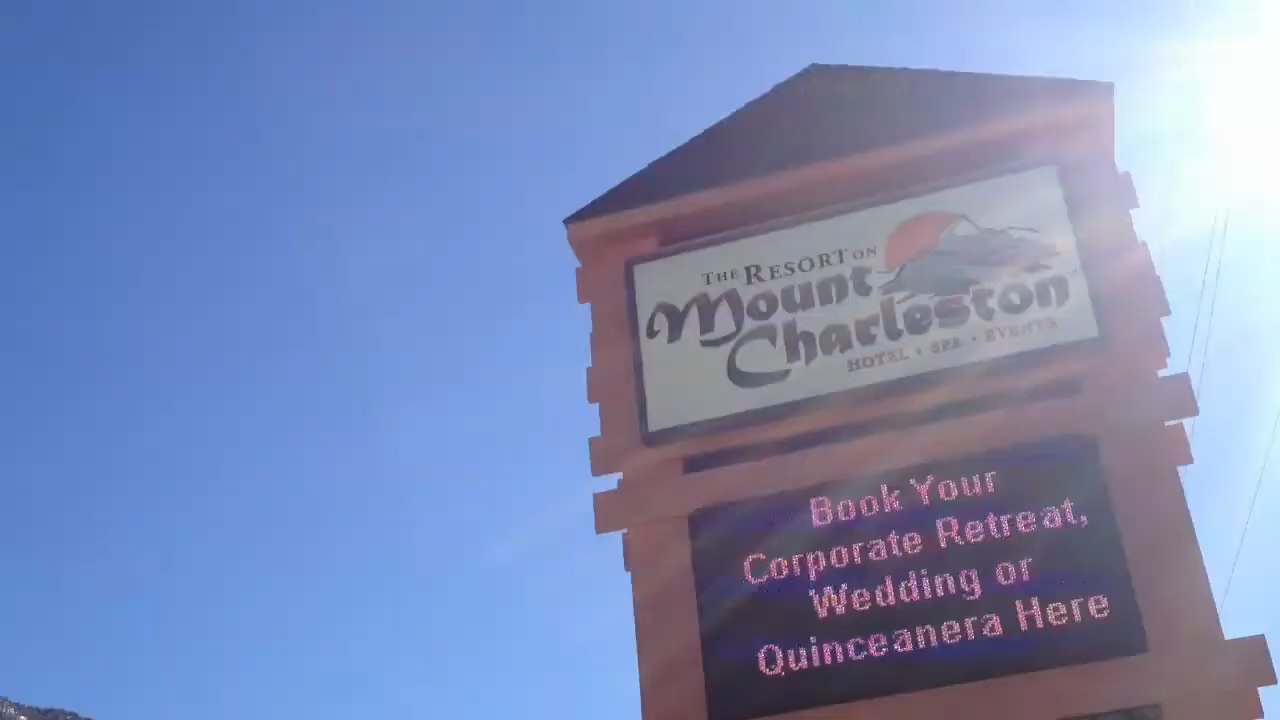 THE RESORT ON
Mount
Charleston
HOTEL • SPA • EVENTS
Book Your
Corporate Retreat,
Wedding or
Quinceanera Here